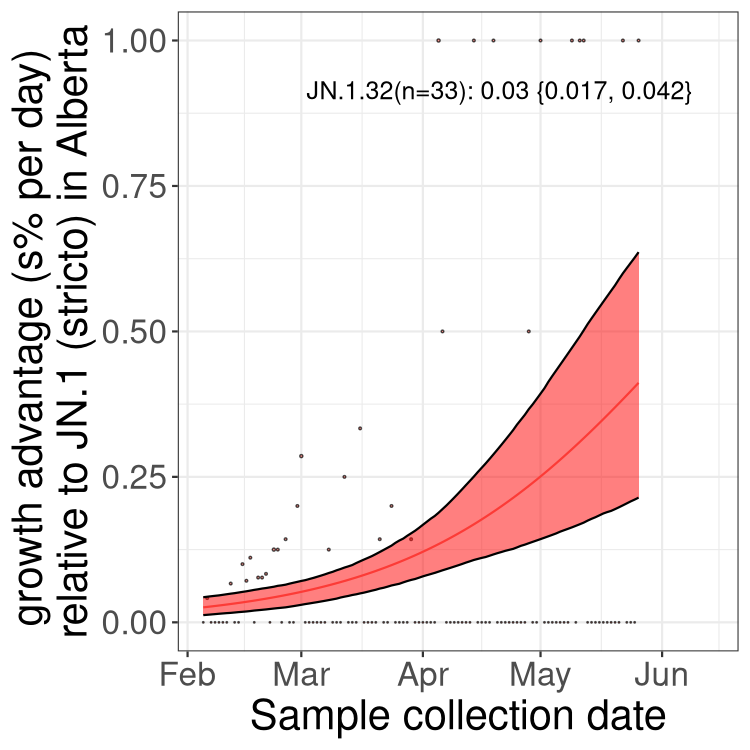 growth advantage (s% per day)
relative to JN.1 (stricto) in Alberta
1.00
0.75
0.50
0.25
0.00
JN.1.32(n=33): 0.03 {0.017, 0.042}
Feb Mar Apr May Jun
Sample collection date